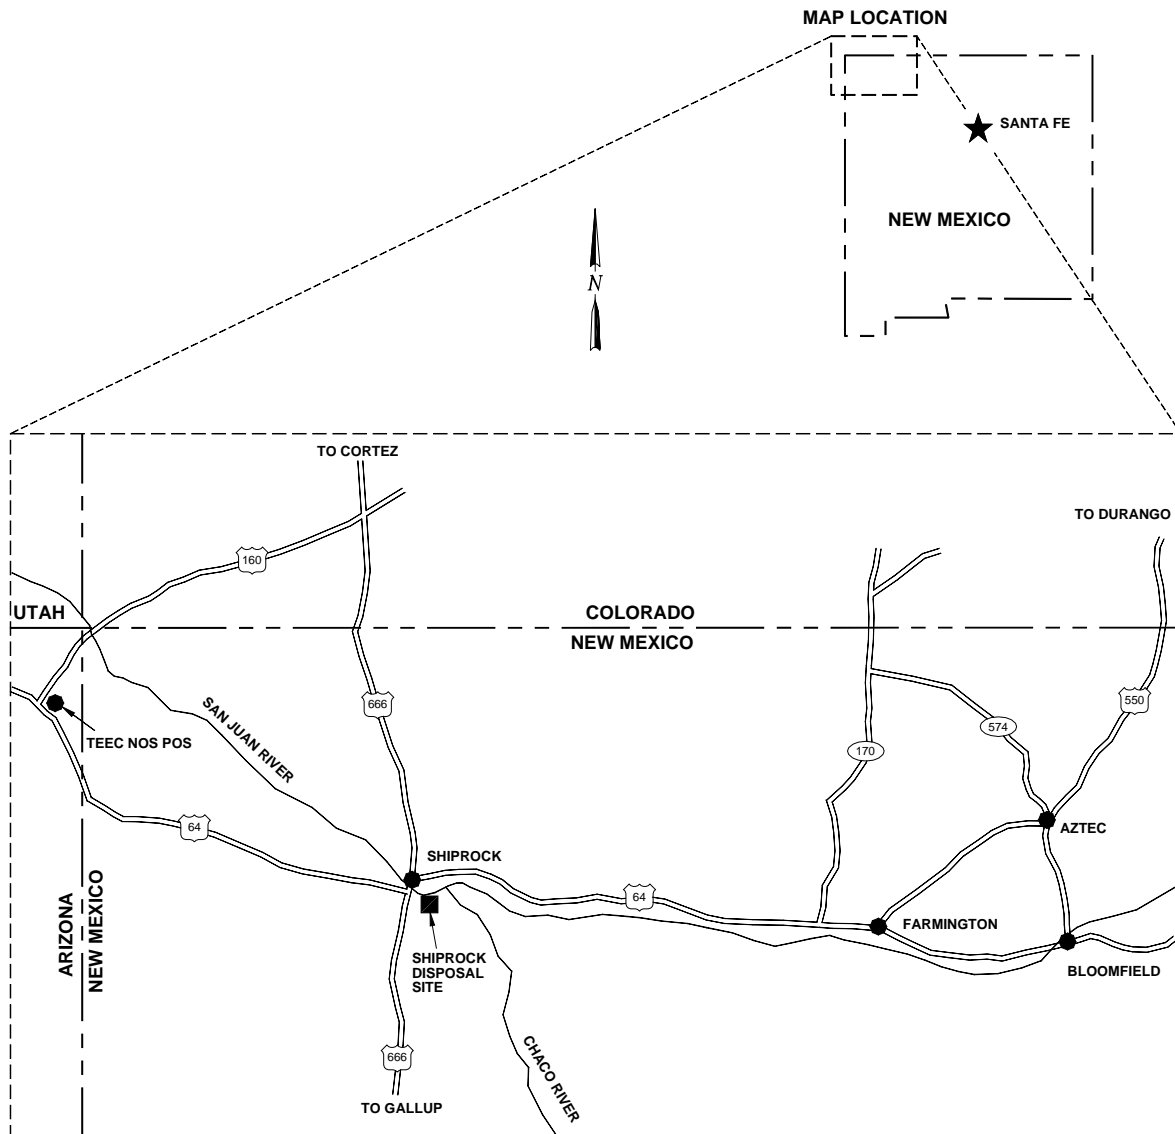 MAP LOCATION
SANTA FE
NEW MEXICO
N
TO CORTEZ
TO DURANGO
160
UTAH
COLORADO
NEW MEXICO
SAN JUAN RIVER
666
550
574
TEEC NOS POS
170
64
AZTEC
SHIPROCK
64
FARMINGTON
ARIZONA
NEW MEXICO
SHIPROCK
DISPOSAL
SITE
BLOOMFIELD
CHACO RIVER
666
TO GALLUP